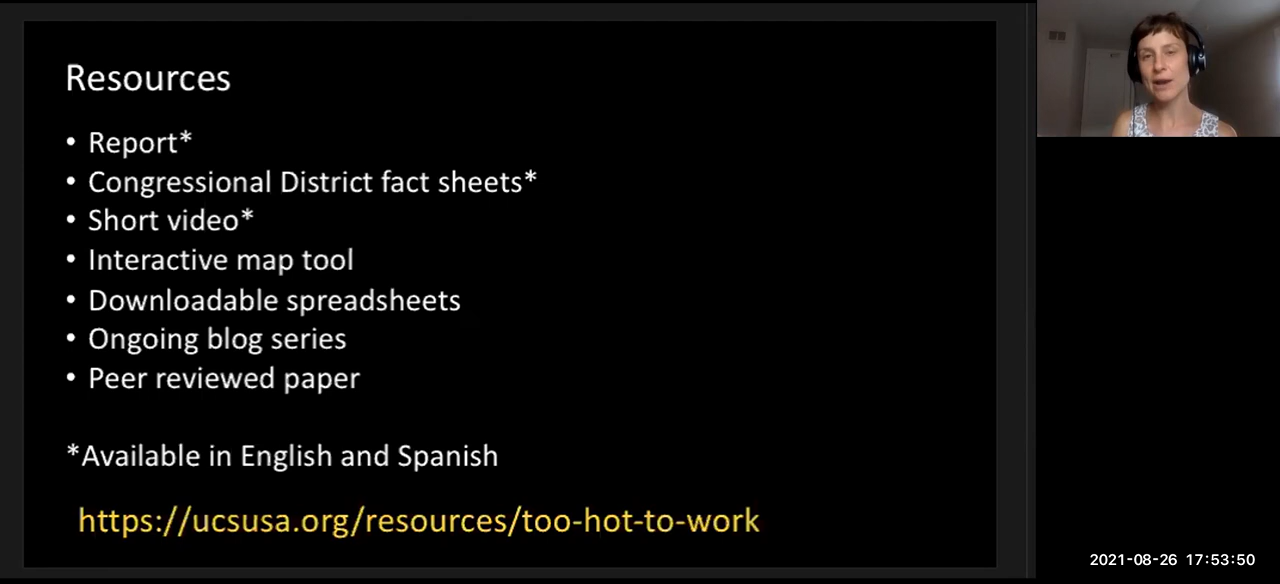 Resources
• Report*
• Congressional District fact sheets*
• Short video*
• Interactive map tool
• Downloadable spreadsheets
• Ongoing blog series
• Peer reviewed paper
*Available in English and Spanish
https://ucsusa.org/resources/too-hot-to-work
2021-08-26 17:53:50